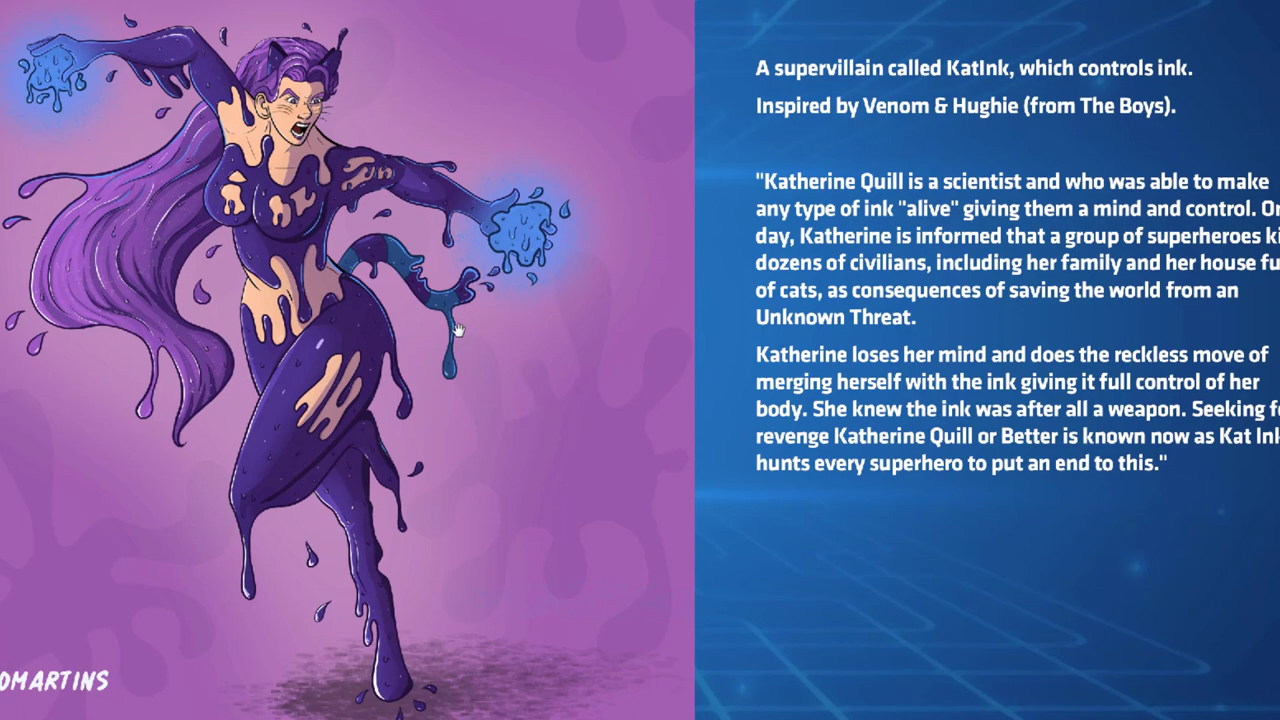 A supervillain called KatInk, which controls ink.
Inspired by Venom & Hughie (from The Boys).
"Katherine Quill is a scientist and who was able to make
any type of ink "alive" giving them a mind and control.
day, Katherine is informed that a group of superheroes
dozens of civilians, including her family and her house
of cats, as consequences of saving the world from an
Unknown Threat.
Katherine loses her mind and does the reckless move of
merging herself with the ink giving it full control of her
body. She knew the ink was after all a weapon. Seeking
revenge Katherine Quill or Better is known now as Kat
hunts every superhero to put an end to this."
OMARTINS